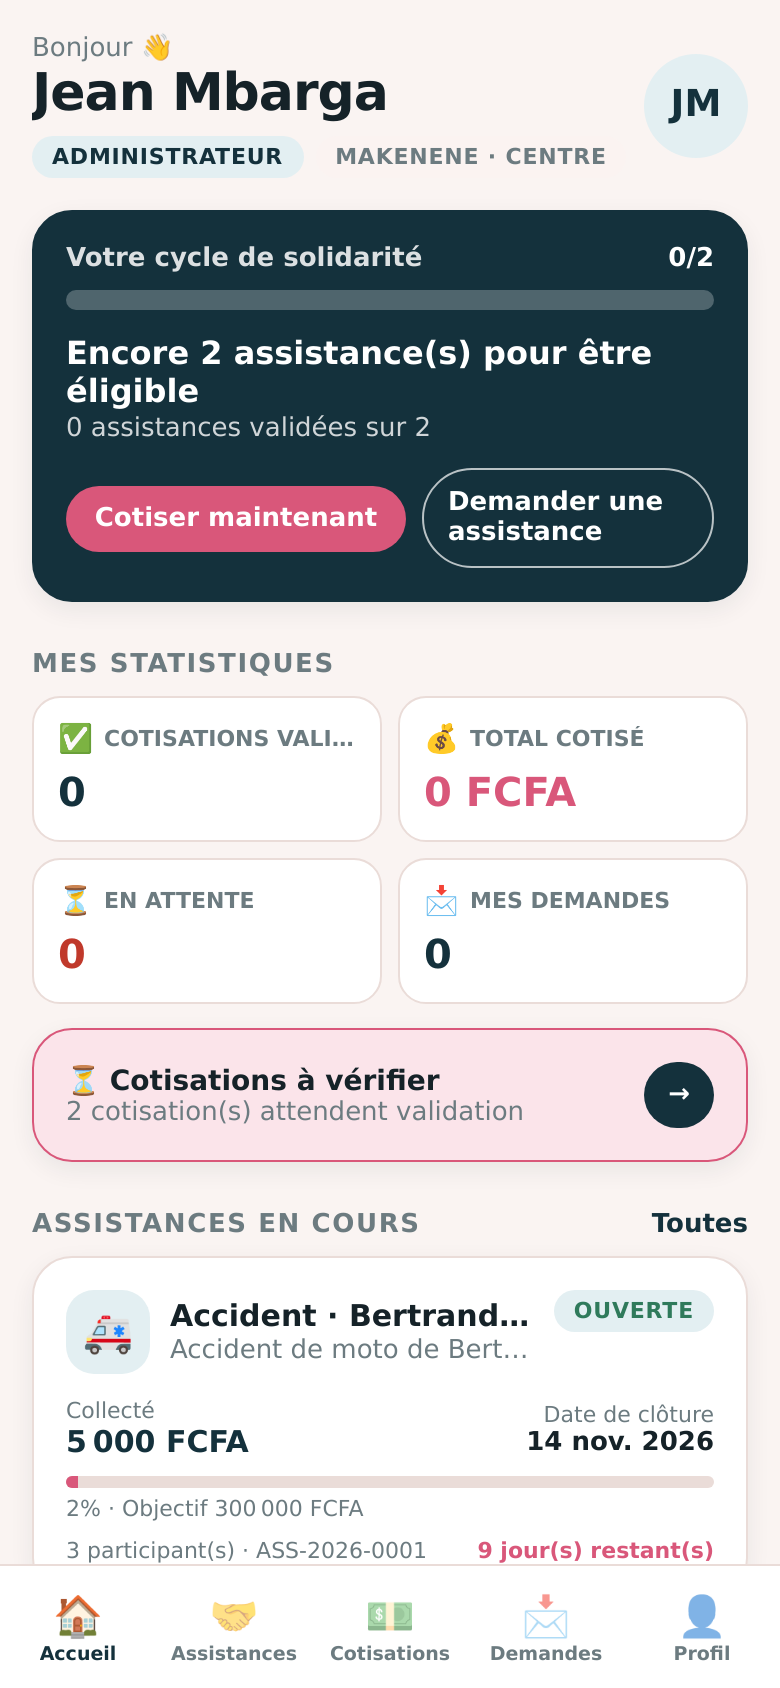 Bonjour 👋
Jean Mbarga
JM
ADMINISTRATEUR
MAKENENE · CENTRE
Votre cycle de solidarité
0/2
Encore 2 assistance(s) pour être
éligible
0 assistances validées sur 2
Cotiser maintenant
Demander une
assistance
MES STATISTIQUES
✅ COTISATIONS VALI…
0
💰 TOTAL COTISÉ
0 FCFA
⏳ EN ATTENTE
0
📩 MES DEMANDES
0
⏳ Cotisations à vérifier
2 cotisation(s) attendent validation
→
ASSISTANCES EN COURS
Toutes
Accident · Bertrand…
OUVERTE
Accident de moto de Bert…
Collecté
5 000 FCFA
Date de clôture
14 nov. 2026
2% · Objectif 300 000 FCFA
3 participant(s) · ASS-2026-0001
9 jour(s) restant(s)
Accueil
Assistances
Cotisations
Demandes
Profil